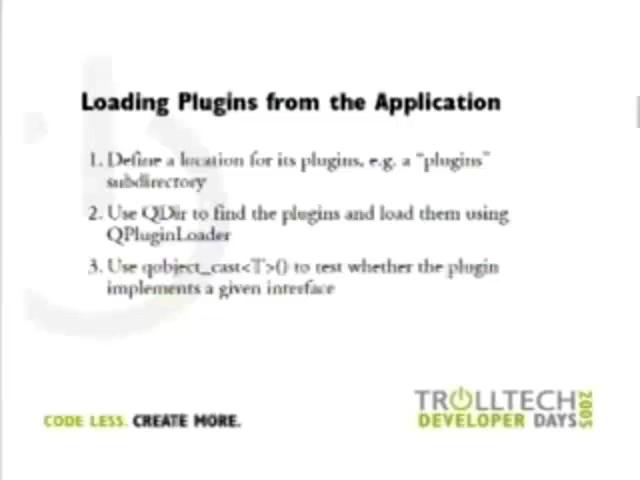 Loading Plugins from the Application
1. Define a location for its plugins, e.g. a "plugins"
subdirectory
2. Use QDir to find the plugins and load them using
QPluginLoader
3. Use qobject_cast<T>() to test whether the plugin
implements a given interface
CODE LESS. CREATE MORE.
TROLLTECH
DEVELOPER DAYS
2005